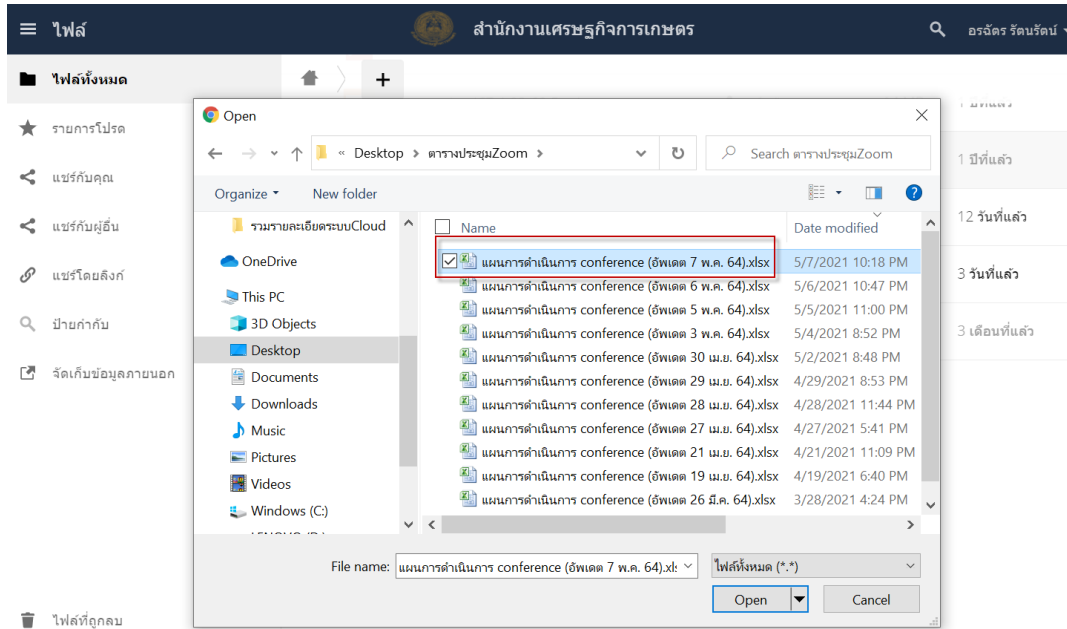 ไฟล์ สำนักงานเศรษฐกิจการเกษตร อรฉัตร รัตนรัตน์
ไฟล์ทั้งหมด
+
รายการโปรด
แชร์กับคุณ
แชร์กับผู้อื่น
แชร์โดยลิงก์
ป้ายกำกับ
จัดเก็บข้อมูลภายนอก
ไฟล์ที่ถูกลบ
Open
« Desktop > ตารางประชุมZoom > Search ตารางประชุมZoom
Organize New folder
รวมรายละเอียดระบบCloud
OneDrive
This PC
3D Objects
Desktop
Documents
Downloads
Music
Pictures
Videos
Windows (C:)
Name Date modified
แผนการดำเนินการ conference (อัพเดต 7 พ.ค. 64).xlsx 5/7/2021 10:18 PM
แผนการดำเนินการ conference (อัพเดต 6 พ.ค. 64).xlsx 5/6/2021 10:47 PM
แผนการดำเนินการ conference (อัพเดต 5 พ.ค. 64).xlsx 5/5/2021 11:00 PM
แผนการดำเนินการ conference (อัพเดต 3 พ.ค. 64).xlsx 5/4/2021 8:52 PM
แผนการดำเนินการ conference (อัพเดต 30 เม.ย. 64).xlsx 5/2/2021 8:48 PM
แผนการดำเนินการ conference (อัพเดต 29 เม.ย. 64).xlsx 4/29/2021 8:53 PM
แผนการดำเนินการ conference (อัพเดต 28 เม.ย. 64).xlsx 4/28/2021 11:44 PM
แผนการดำเนินการ conference (อัพเดต 27 เม.ย. 64).xlsx 4/27/2021 5:41 PM
แผนการดำเนินการ conference (อัพเดต 21 เม.ย. 64).xlsx 4/21/2021 11:09 PM
แผนการดำเนินการ conference (อัพเดต 19 เม.ย. 64).xlsx 4/19/2021 6:40 PM
แผนการดำเนินการ conference (อัพเดต 26 มี.ค. 64).xlsx 3/28/2021 4:24 PM
File name: แผนการดำเนินการ conference (อัพเดต 7 พ.ค. 64).xl ไฟล์ทั้งหมด (*.*)
Open Cancel
1 ปีที่แล้ว
12 วันที่แล้ว
3 วันที่แล้ว
3 เดือนที่แล้ว